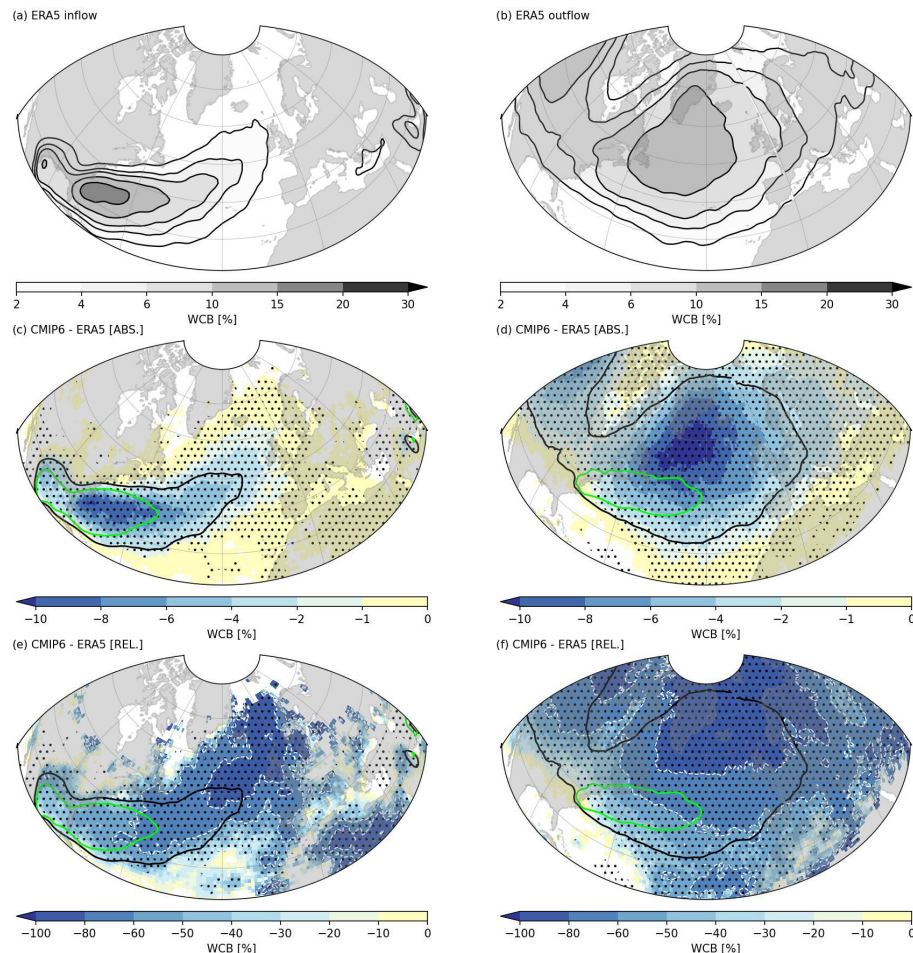 (a) ERA5 inflow
(b) ERA5 outflow
2 4 6 10 15 20 30
WCB [%]
2 6 4 10 15 20 30
WCB [%]
(c) CMIP6 - ERA5 [ABS.]
(d) CMIP6 - ERA5 [ABS.]
−10 −8 −6 −4 −2 −1 0
WCB [%]
−10 −8 −6 −4 −2 −1 0
WCB [%]
(e) CMIP6 - ERA5 [REL.]
(f) CMIP6 - ERA5 [REL.]
−100 −80 −60 −50 −40 −30 −20 −10 0
WCB [%]
−100 −80 −60 −50 −40 −30 −20 −10 0
WCB [%]